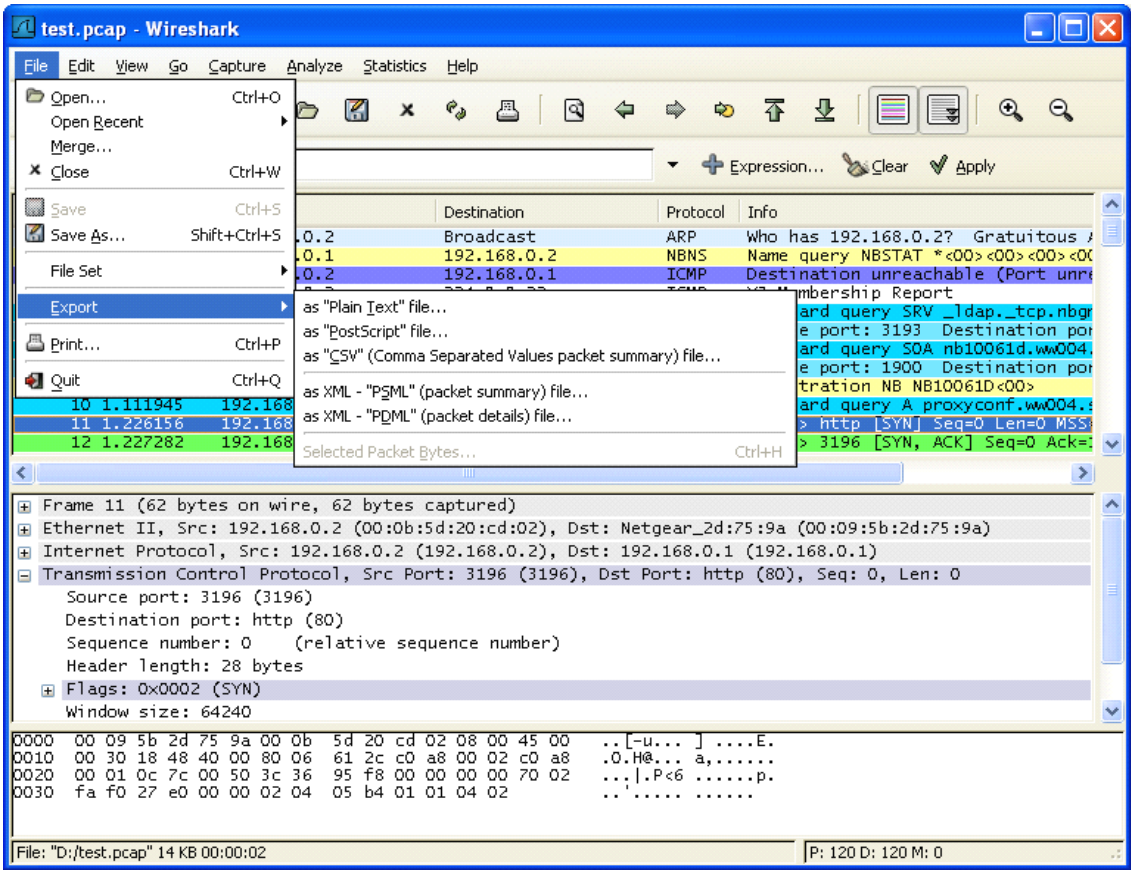 test.pcap - Wireshark
File Edit View Go Capture Analyze Statistics Help
Open... Ctrl+O
Open Recent
Merge...
Close Ctrl+W
Save Ctrl+S
Save As... Shift+Ctrl+S
File Set
Export
Print... Ctrl+P
Quit Ctrl+Q
Expression... Clear Apply
Destination Protocol Info
.0.2 Broadcast ARP Who has 192.168.0.2? Gratuitous
.0.1 192.168.0.2 NBNS Name query NBSTAT *<00><00><00><00
.0.2 192.168.0.1 ICMP Destination unreachable (Port unre
Membership Report
as "Plain Text" file...
as "PostScript" file...
as "CSV" (Comma Separated Values packet summary) file...
as XML - "PSML" (packet summary) file...
as XML - "PDML" (packet details) file...
Selected Packet Bytes... Ctrl+H
ard query SRV _ldap._tcp.nbgm
e port: 3193 Destination por
ard query SOA nb10061d.ww004.
e port: 1900 Destination por
tration NB NB10061D<00>
10 1.111945 192.168 ard query A proxyconf.ww004.s
11 1.226156 192.168 > http [SYN] Seq=0 Len=0 MSS=
12 1.227282 192.168 > 3196 [SYN, ACK] Seq=0 Ack=1
Frame 11 (62 bytes on wire, 62 bytes captured)
Ethernet II, Src: 192.168.0.2 (00:0b:5d:20:cd:02), Dst: Netgear_2d:75:9a (00:09:5b:2d:75:9a)
Internet Protocol, Src: 192.168.0.2 (192.168.0.2), Dst: 192.168.0.1 (192.168.0.1)
Transmission Control Protocol, Src Port: 3196 (3196), Dst Port: http (80), Seq: 0, Len: 0
Source port: 3196 (3196)
Destination port: http (80)
Sequence number: 0 (relative sequence number)
Header length: 28 bytes
Flags: 0x0002 (SYN)
Window size: 64240
0000 00 09 5b 2d 75 9a 00 0b 5d 20 cd 02 08 00 45 00 ..[-u... ] ....E.
0010 00 30 18 48 40 00 80 06 61 2c c0 a8 00 02 c0 a8 .0.H@... a,......
0020 00 01 0c 7c 00 50 3c 36 95 f8 00 00 00 00 70 02 ...|.P<6 ......p.
0030 fa f0 27 e0 00 00 02 04 05 b4 01 01 04 02 ..'..... ......
File: "D:/test.pcap" 14 KB 00:00:02
P: 120 D: 120 M: 0